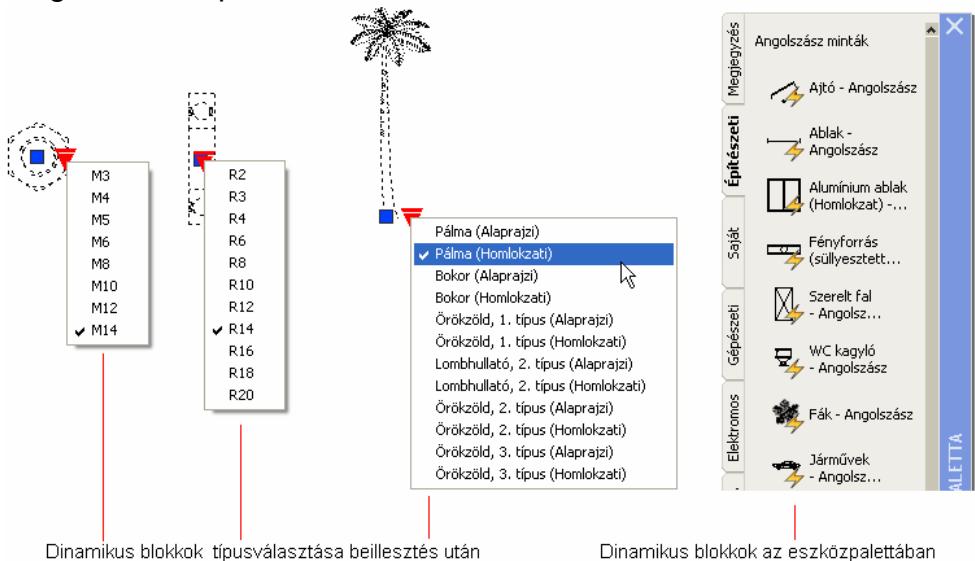 M3
M4
M5
M6
M8
M10
M12
M14
R2
R3
R4
R6
R8
R10
R12
R14
R16
R18
R20
Pálma (Alaprajzi)
Pálma (Homlokzati)
Bokor (Alaprajzi)
Bokor (Homlokzati)
Örökzöld, 1. típus (Alaprajzi)
Örökzöld, 1. típus (Homlokzati)
Lombhullató, 2. típus (Alaprajzi)
Lombhullató, 2. típus (Homlokzati)
Örökzöld, 2. típus (Alaprajzi)
Örökzöld, 2. típus (Homlokzati)
Örökzöld, 3. típus (Alaprajzi)
Örökzöld, 3. típus (Homlokzati)
Megjegyzés
Építészeti
Saját
Gépészeti
Elektromos
Angolszász minták
Ajtó - Angolszász
Ablak -
Angolszász
Alumínium ablak
(Homlokzat) -...
Fényforrás
(süllyesztett...
Szerelt fal
- Angolsz...
WC kagyló
- Angolszász
Fák - Angolszász
Járművek
- Angolsz...
ALETTA
Dinamikus blokkok típusválasztása beillesztés után
Dinamikus blokkok az eszközpalettában